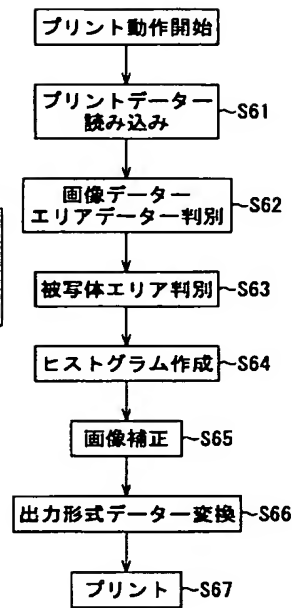 プリント動作開始
プリントデーター
読み込み
~S61
画像データー
エリアデーター判別
~S62
被写体エリア判別~S63
ヒストグラム作成~S64
画像補正~S65
出力形式データー変換~S66
プリント~S67